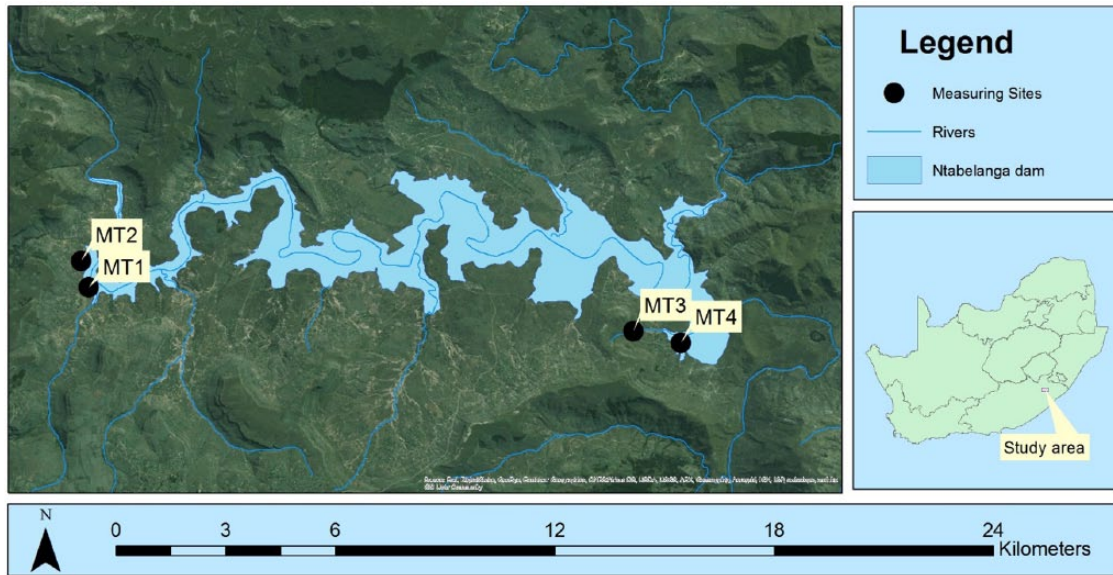 Legend
Measuring Sites
Rivers
Ntabelanga dam
MT2
MT1
MT3
MT4
Study area
N
0 3 6 12 18 24
Kilometers